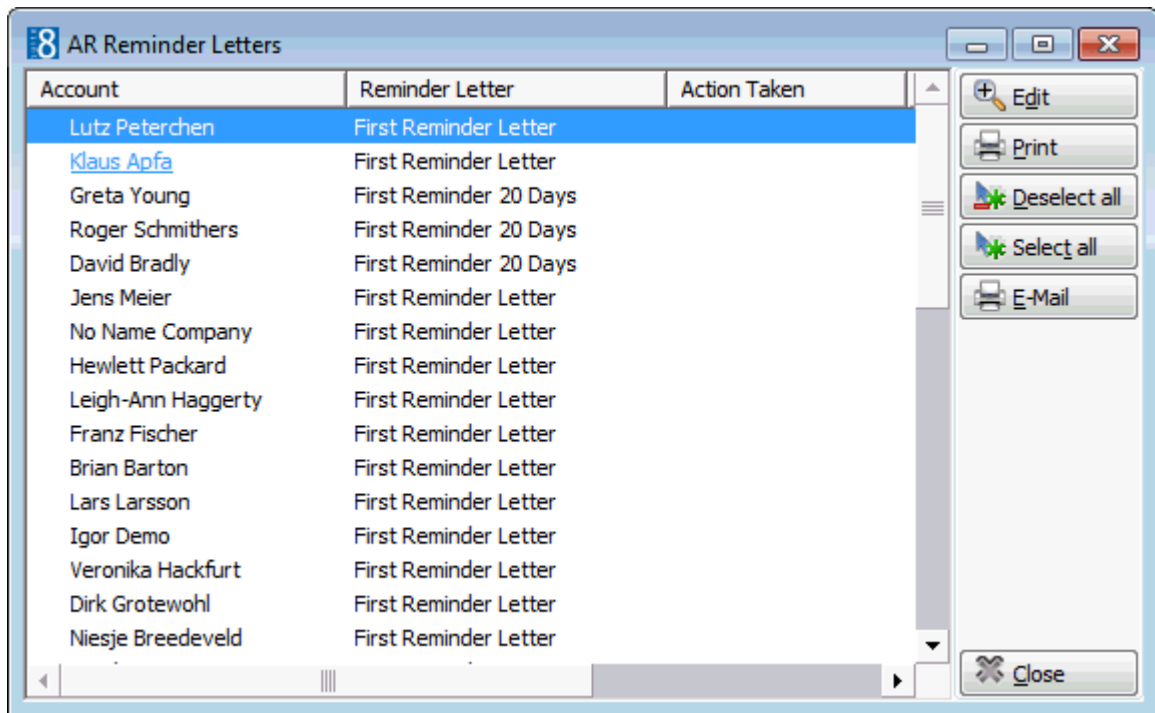 8 AR Reminder Letters
Account Reminder Letter Action Taken
Lutz Peterchen First Reminder Letter
Klaus Apfa First Reminder Letter
Greta Young First Reminder 20 Days
Roger Schmithers First Reminder 20 Days
David Bradly First Reminder 20 Days
Jens Meier First Reminder Letter
No Name Company First Reminder Letter
Hewlett Packard First Reminder Letter
Leigh-Ann Haggerty First Reminder Letter
Franz Fischer First Reminder Letter
Brian Barton First Reminder Letter
Lars Larsson First Reminder Letter
Igor Demo First Reminder Letter
Veronika Hackfurt First Reminder Letter
Dirk Grotewohl First Reminder Letter
Niesje Breedeveld First Reminder Letter
Edit
Print
Deselect all
Select all
E-Mail
Close